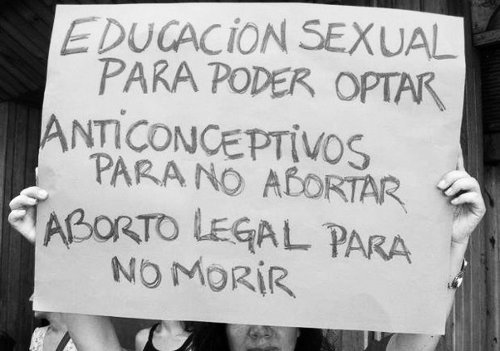 EDUCACION SEXUAL
PARA PODER OPTAR
ANTICONCEPTIVOS
PARA NO ABORTAR
ABORTO LEGAL PARA
NO MORIR